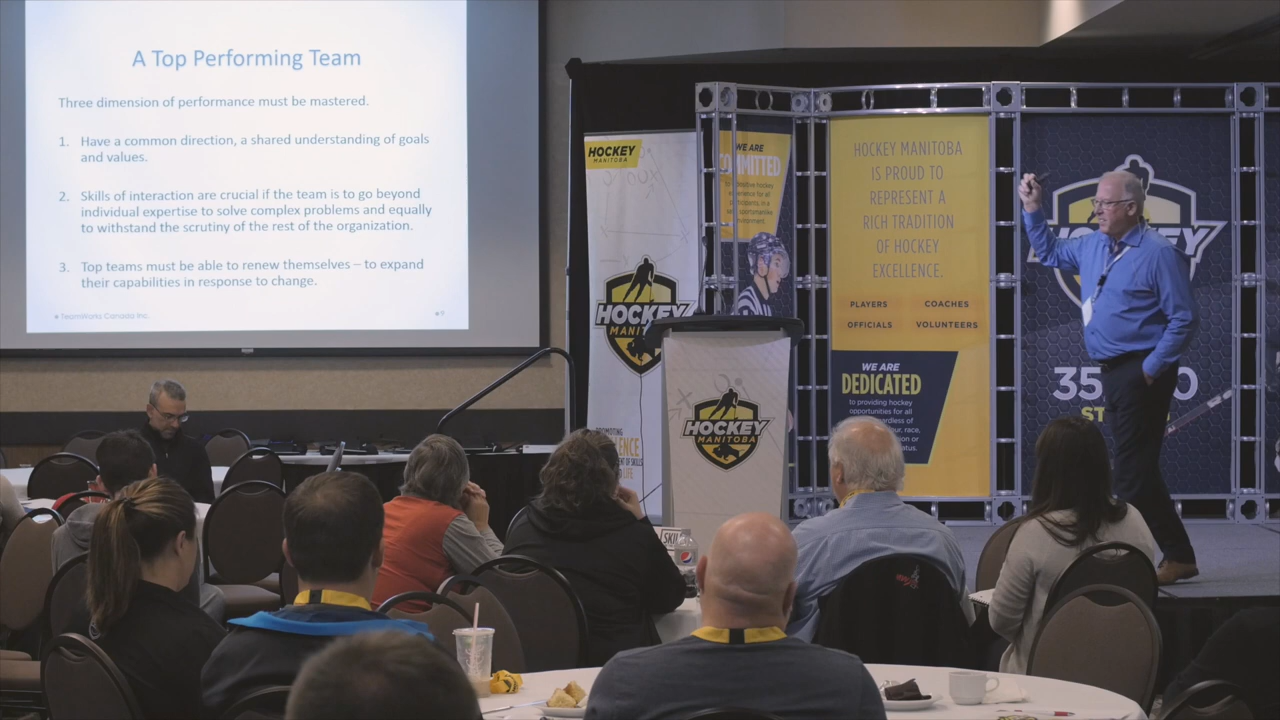 A Top Performing Team
Three dimension of performance must be mastered.
1. Have a common direction, a shared understanding of goals
and values.
2. Skills of interaction are crucial if the team is to go beyond
individual expertise to solve complex problems and equally
to withstand the scrutiny of the rest of the organization.
3. Top teams must be able to renew themselves – to expand
their capabilities in response to change.
TeamWorks Canada Inc.
9
HOCKEY
MANITOBA
HOCKEY
MANIT
LIFE
WE ARE
HOCKEY
MANITOBA
HOCKEY MANITOBA
IS PROUD TO
REPRESENT A
RICH TRADITION
OF HOCKEY
EXCELLENCE.
PLAYERS COACHES
OFFICIALS VOLUNTEERS
WE ARE
DEDICATED
to providing hockey
opportunities for all
HOCKEY
35